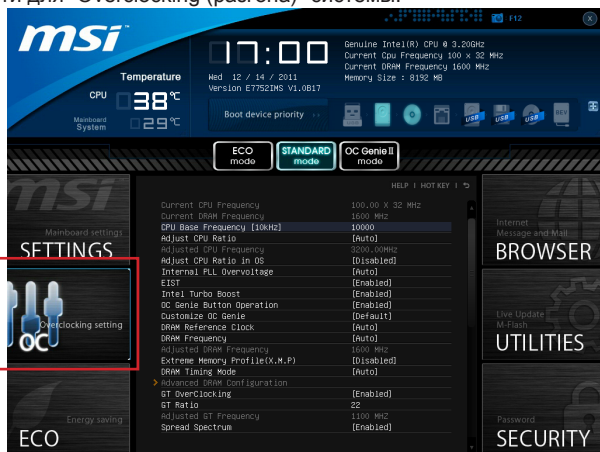 ти для "Overclocking (разгона)" системы.
msi
F12
Temperature
CPU 38°C
Mainboard System 29°C
Genuine Intel(R) CPU @ 3.20GHz
Current Cpu Frequency 100 x 32 MHz
Current DRAM Frequency 1600 MHz
Memory Size : 8192 MB
Wed 12 / 14 / 2011
Version E7752IMS V1.0B17
Boot device priority
USB
USB
USB
BEV
ECO mode
STANDARD mode
OC Genie II mode
HELP | HOT KEY |
msi
Mainboard settings
SETTINGS
Overclocking setting
OC
Energy saving
ECO
Current CPU Frequency 100.00 X 32 MHz
Current DRAM Frequency 1600 MHz
CPU Base Frequency [10kHz] 10000
Adjust CPU Ratio [Auto]
Adjusted CPU Frequency 3200.00MHz
Adjust CPU Ratio in OS [Disabled]
Internal PLL Overvoltage [Auto]
EIST [Enabled]
Intel Turbo Boost [Enabled]
OC Genie Button Operation [Enabled]
Customize OC Genie [Default]
DRAM Reference Clock [Auto]
DRAM Frequency [Auto]
Adjusted DRAM Frequency 1600 MHz
Extreme Memory Profile(X.M.P) [Disabled]
DRAM Timing Mode [Auto]
Advanced DRAM Configuration
GT OverClocking [Enabled]
GT Ratio 22
Adjusted GT Frequency 1100 MHZ
Spread Spectrum [Enabled]
Internet
Message and Mail
BROWSER
Live Update
M-Flash
UTILITIES
Password
SECURITY